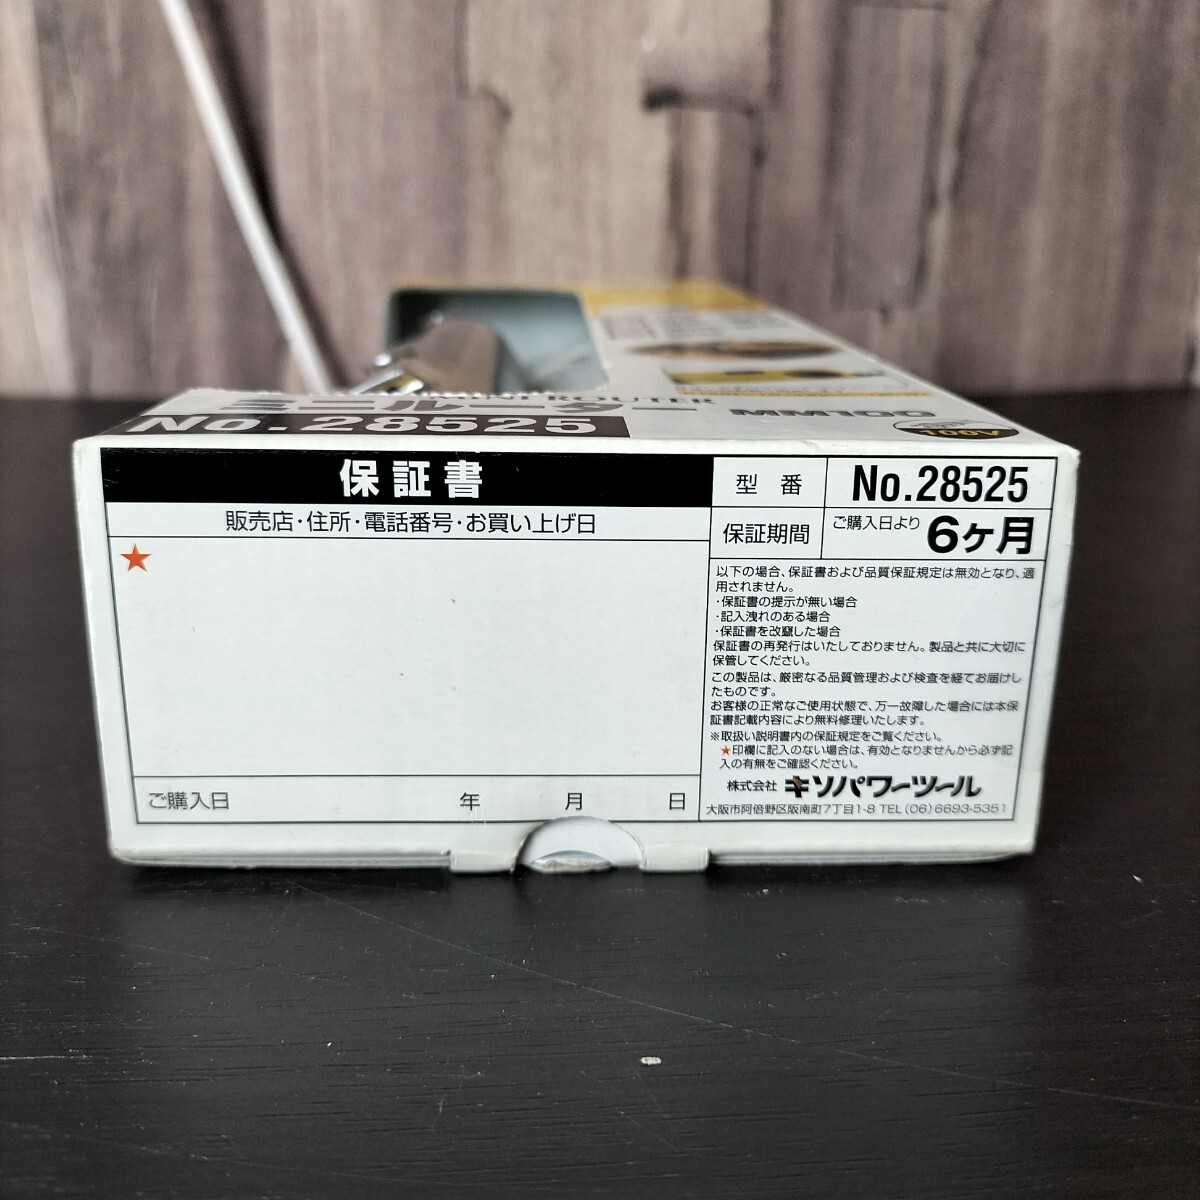 MINI ROUTER
ミニルーター MM100
No.28525
100V
保証書
販売店・住所・電話番号・お買い上げ日
★
ご購入日 年 月 日
型番 No.28525
保証期間 ご購入日より 6ヶ月
以下の場合、保証書および品質保証規定は無効となり、適
用されません。
・保証書の提示が無い場合
・記入洩れのある場合
・保証書を改竄した場合
保証書の再発行はいたしておりません。製品と共に大切に
保管してください。
この製品は、厳密なる品質管理および検査を経てお届けし
たものです。
お客様の正常なご使用状態で、万一故障した場合には本保
証書記載内容により無料修理いたします。
※取扱い説明書内の保証規定をご覧ください。
★印欄に記入のない場合は、有効となりませんから必ず記
入の有無をご確認ください。
株式会社 キソパワーツール
大阪市阿倍野区阪南町7丁目1-8 TEL(06)6693-5351